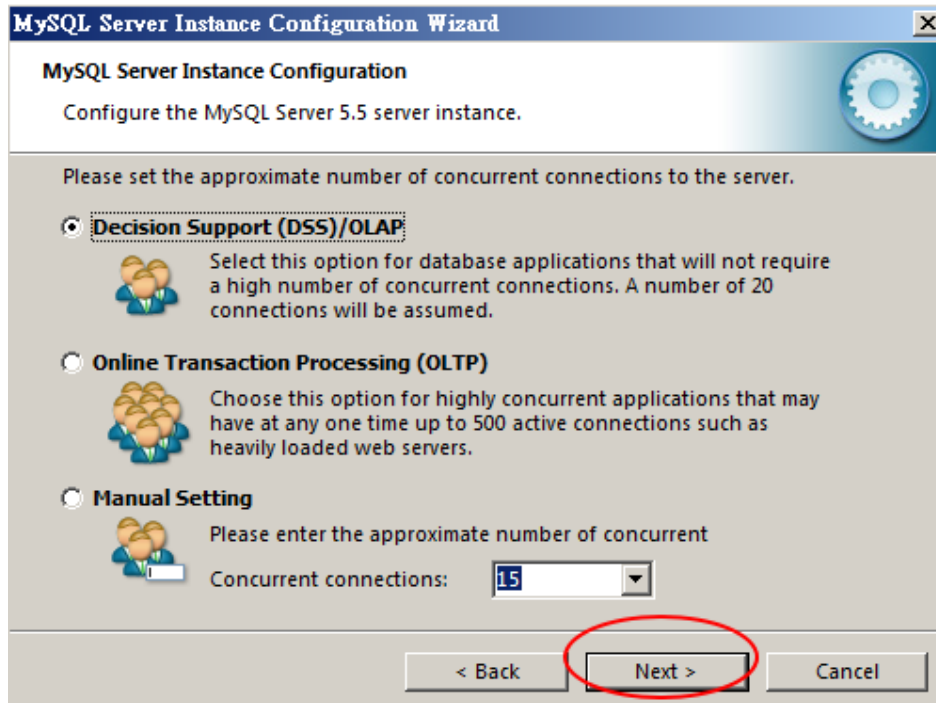 MySQL Server Instance Configuration Wizard
MySQL Server Instance Configuration
Configure the MySQL Server 5.5 server instance.
Please set the approximate number of concurrent connections to the server.
Decision Support (DSS)/OLAP
Select this option for database applications that will not require
a high number of concurrent connections. A number of 20
connections will be assumed.
Online Transaction Processing (OLTP)
Choose this option for highly concurrent applications that may
have at any one time up to 500 active connections such as
heavily loaded web servers.
Manual Setting
Please enter the approximate number of concurrent
Concurrent connections: 15
< Back Next > Cancel